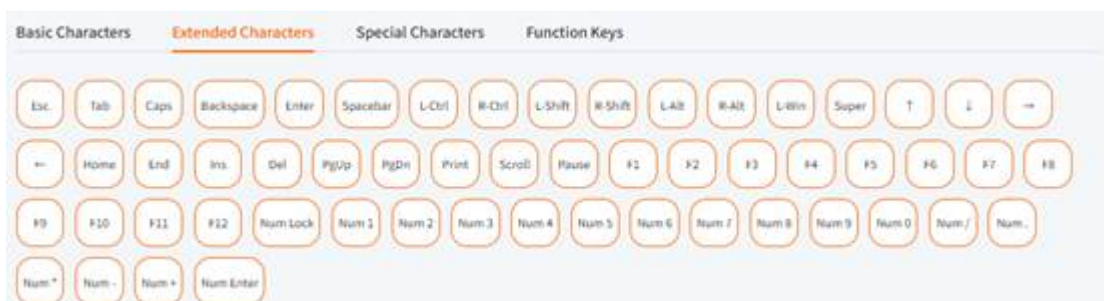 Basic Characters Extended Characters Special Characters Function Keys
Esc. Tab Caps Backspace Enter Spacebar L-Ctrl R-Ctrl L-Shift R-Shift L-Alt R-Alt L-Win Super ↑ ↓ →
← Home End Ins. Del PgUp PgDn Print Scroll Pause F1 F2 F3 F4 F5 F6 F7 F8
F9 F10 F11 F12 Num Lock Num 1 Num 2 Num 3 Num 4 Num 5 Num 6 Num 7 Num 8 Num 9 Num 0 Num / Num .
Num * Num - Num + Num Enter